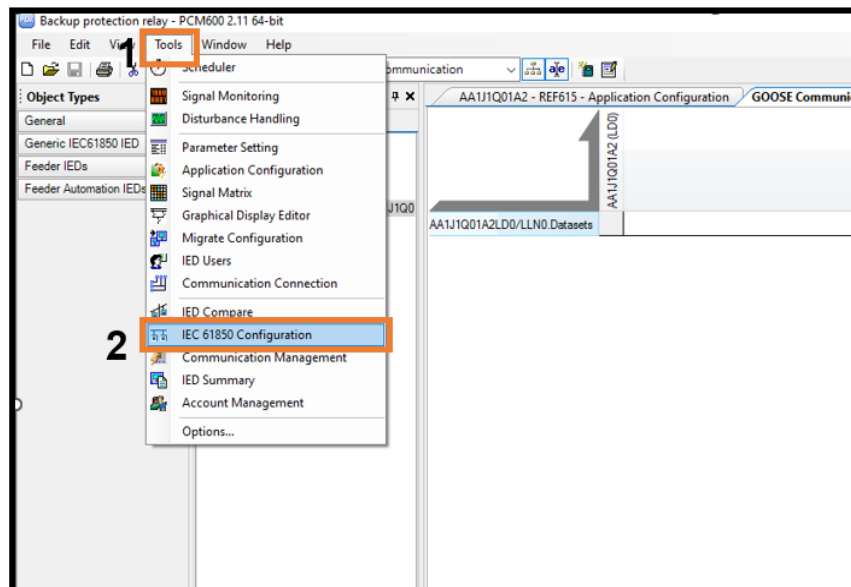 Backup protection relay - PCM600 2.11 64-bit
File Edit View Tools Window Help
1
Scheduler
Communication
Object Types
AA1J1Q01A2 - REF615 - Application Configuration
GOOSE Communi
General
Generic IEC61850 IED
Feeder IEDs
Feeder Automation IEDs
Signal Monitoring
Disturbance Handling
Parameter Setting
Application Configuration
Signal Matrix
Graphical Display Editor
Migrate Configuration
IED Users
Communication Connection
IED Compare
2
IEC 61850 Configuration
Communication Management
IED Summary
Account Management
Options...
J1Q0
AA1J1Q01A2 (LD0)
AA1J1Q01A2LD0/LLN0.Datasets